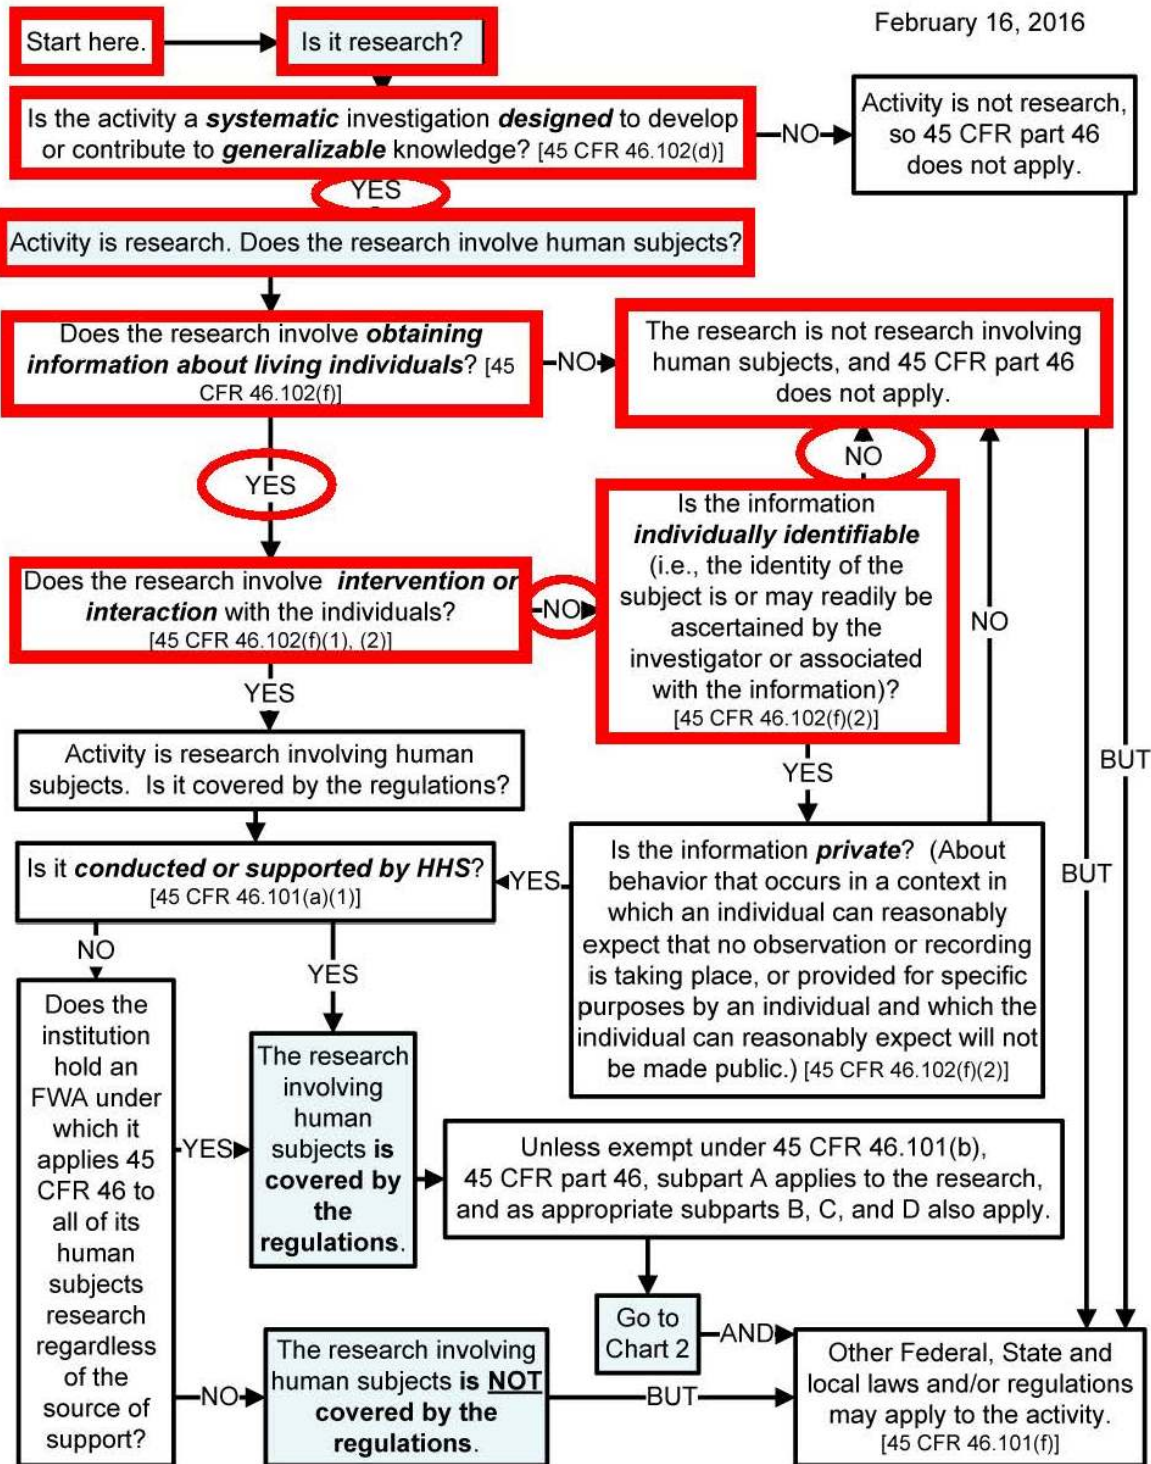 February 16, 2016
Start here.
Is it research?
Is the activity a systematic investigation designed to develop
or contribute to generalizable knowledge? [45 CFR 46.102(d)]
NO
Activity is not research,
so 45 CFR part 46
does not apply.
YES
Activity is research. Does the research involve human subjects?
Does the research involve obtaining
information about living individuals? [45
CFR 46.102(f)]
NO
The research is not research involving
human subjects, and 45 CFR part 46
does not apply.
YES
NO
Does the research involve intervention or
interaction with the individuals?
[45 CFR 46.102(f)(1), (2)]
NO
Is the information
individually identifiable
(i.e., the identity of the
subject is or may readily be
ascertained by the
investigator or associated
with the information)?
[45 CFR 46.102(f)(2)]
NO
YES
Activity is research involving human
subjects. Is it covered by the regulations?
YES
BUT
Is it conducted or supported by HHS?
[45 CFR 46.101(a)(1)]
YES
Is the information private? (About
behavior that occurs in a context in
which an individual can reasonably
expect that no observation or recording
is taking place, or provided for specific
purposes by an individual and which the
individual can reasonably expect will not
be made public.) [45 CFR 46.102(f)(2)]
BUT
NO
YES
Does the
institution
hold an
FWA under
which it
applies 45
CFR 46 to
all of its
human
subjects
research
regardless
of the
source of
support?
YES
The research
involving
human
subjects is
covered by
the
regulations.
Unless exempt under 45 CFR 46.101(b),
45 CFR part 46, subpart A applies to the research,
and as appropriate subparts B, C, and D also apply.
Go to
Chart 2
AND
NO
The research involving
human subjects is NOT
covered by the
regulations.
BUT
Other Federal, State and
local laws and/or regulations
may apply to the activity.
[45 CFR 46.101(f)]